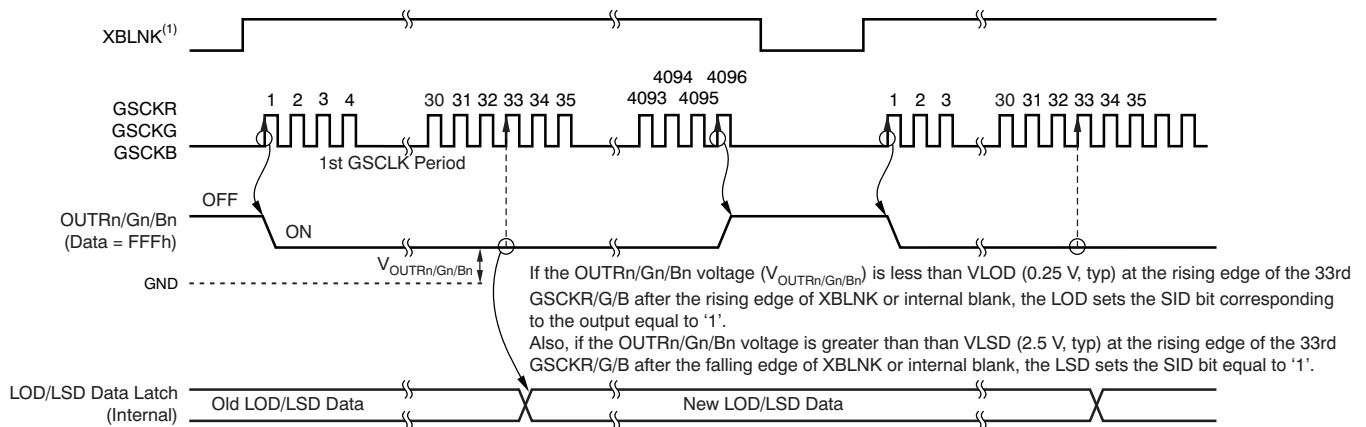 XBLNK(1)
4094 4096
1 2 3 4 30 31 32 33 34 35 4093 4095 1 2 3 30 31 32 33 34 35
GSCKR
GSCKG
GSCKB
1st GSCLK Period
OFF
OUTRn/Gn/Bn
(Data = FFFh)
ON
VOUTRn/Gn/Bn
GND
If the OUTRn/Gn/Bn voltage (VOUTRn/Gn/Bn) is less than VLOD (0.25 V, typ) at the rising edge of the 33rd
GSCKR/G/B after the rising edge of XBLNK or internal blank, the LOD sets the SID bit corresponding
to the output equal to ‘1’.
Also, if the OUTRn/Gn/Bn voltage is greater than than VLSD (2.5 V, typ) at the rising edge of the 33rd
GSCKR/G/B after the falling edge of XBLNK or internal blank, the LSD sets the SID bit equal to ‘1’.
LOD/LSD Data Latch
(Internal)
Old LOD/LSD Data
New LOD/LSD Data